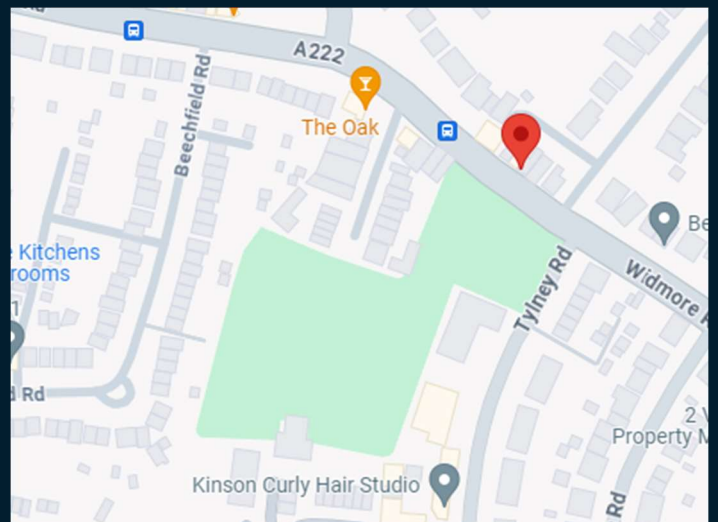 A222
The Oak
Beechfield Rd
Kitchens
rooms
Be
Widmore
Tylney Rd
1
d Rd
2 V
Property M
Kinson Curly Hair Studio
Rd